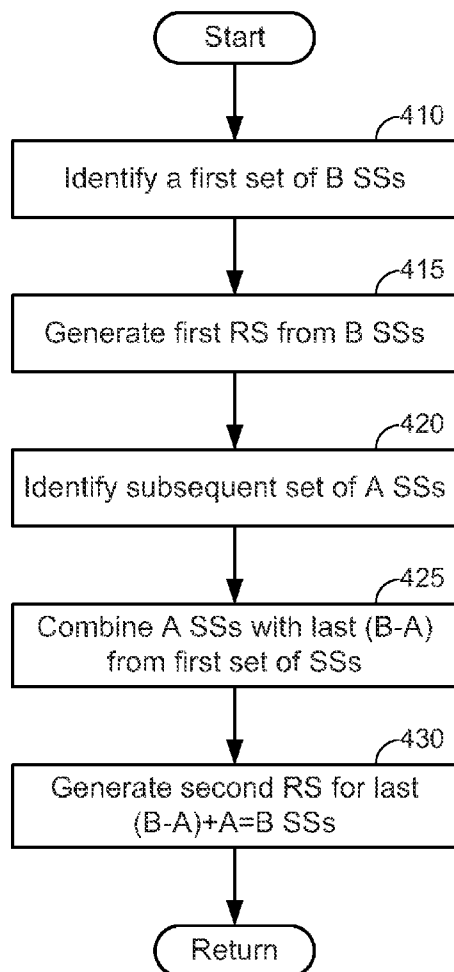 Start
410
Identify a first set of B SSs
415
Generate first RS from B SSs
420
Identify subsequent set of A SSs
425
Combine A SSs with last (B-A)
from first set of SSs
430
Generate second RS for last
(B-A)+A=B SSs
Return